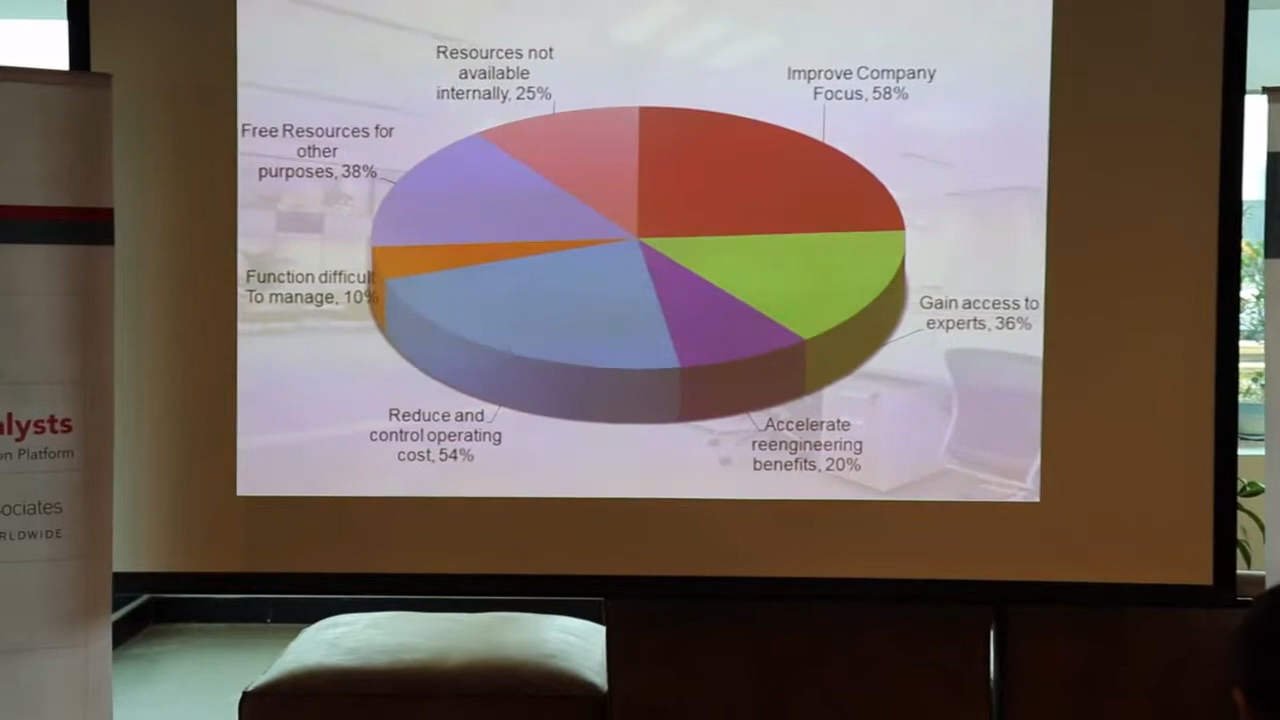 Resources not
available
internally, 25%
Improve Company
Focus, 58%
Free Resources for
other
purposes, 38%
Function difficult
To manage, 10%
Gain access to
experts, 36%
Reduce and
control operating
cost, 54%
Accelerate
reengineering
benefits, 20%
alysts
on Platform
ociates
RLDWIDE